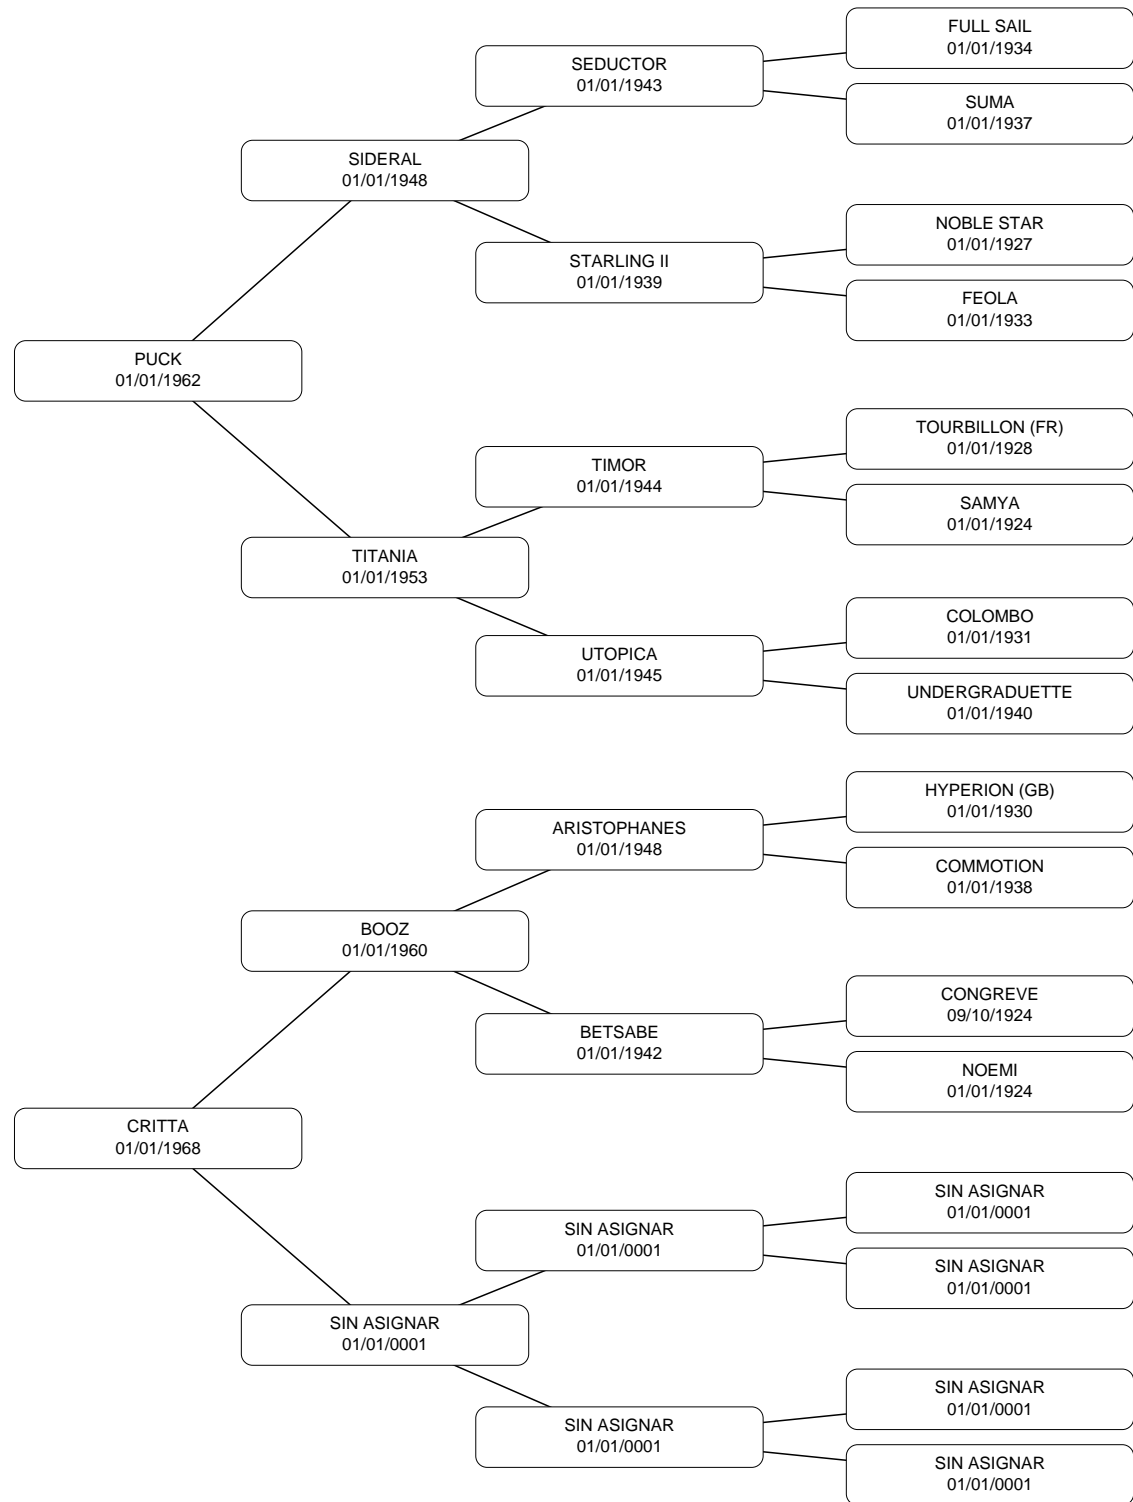 FULL SAIL
01/01/1934
SEDUCTOR
01/01/1943
SUMA
01/01/1937
SIDERAL
01/01/1948
NOBLE STAR
01/01/1927
STARLING II
01/01/1939
FEOLA
01/01/1933
PUCK
01/01/1962
TOURBILLON (FR)
01/01/1928
TIMOR
01/01/1944
SAMYA
01/01/1924
TITANIA
01/01/1953
COLOMBO
01/01/1931
UTOPICA
01/01/1945
UNDERGRADUETTE
01/01/1940
HYPERION (GB)
01/01/1930
ARISTOPHANES
01/01/1948
COMMOTION
01/01/1938
BOOZ
01/01/1960
CONGREVE
09/10/1924
BETSABE
01/01/1942
NOEMI
01/01/1924
CRITTA
01/01/1968
SIN ASIGNAR
01/01/0001
SIN ASIGNAR
01/01/0001
SIN ASIGNAR
01/01/0001
SIN ASIGNAR
01/01/0001
SIN ASIGNAR
01/01/0001
SIN ASIGNAR
01/01/0001
SIN ASIGNAR
01/01/0001